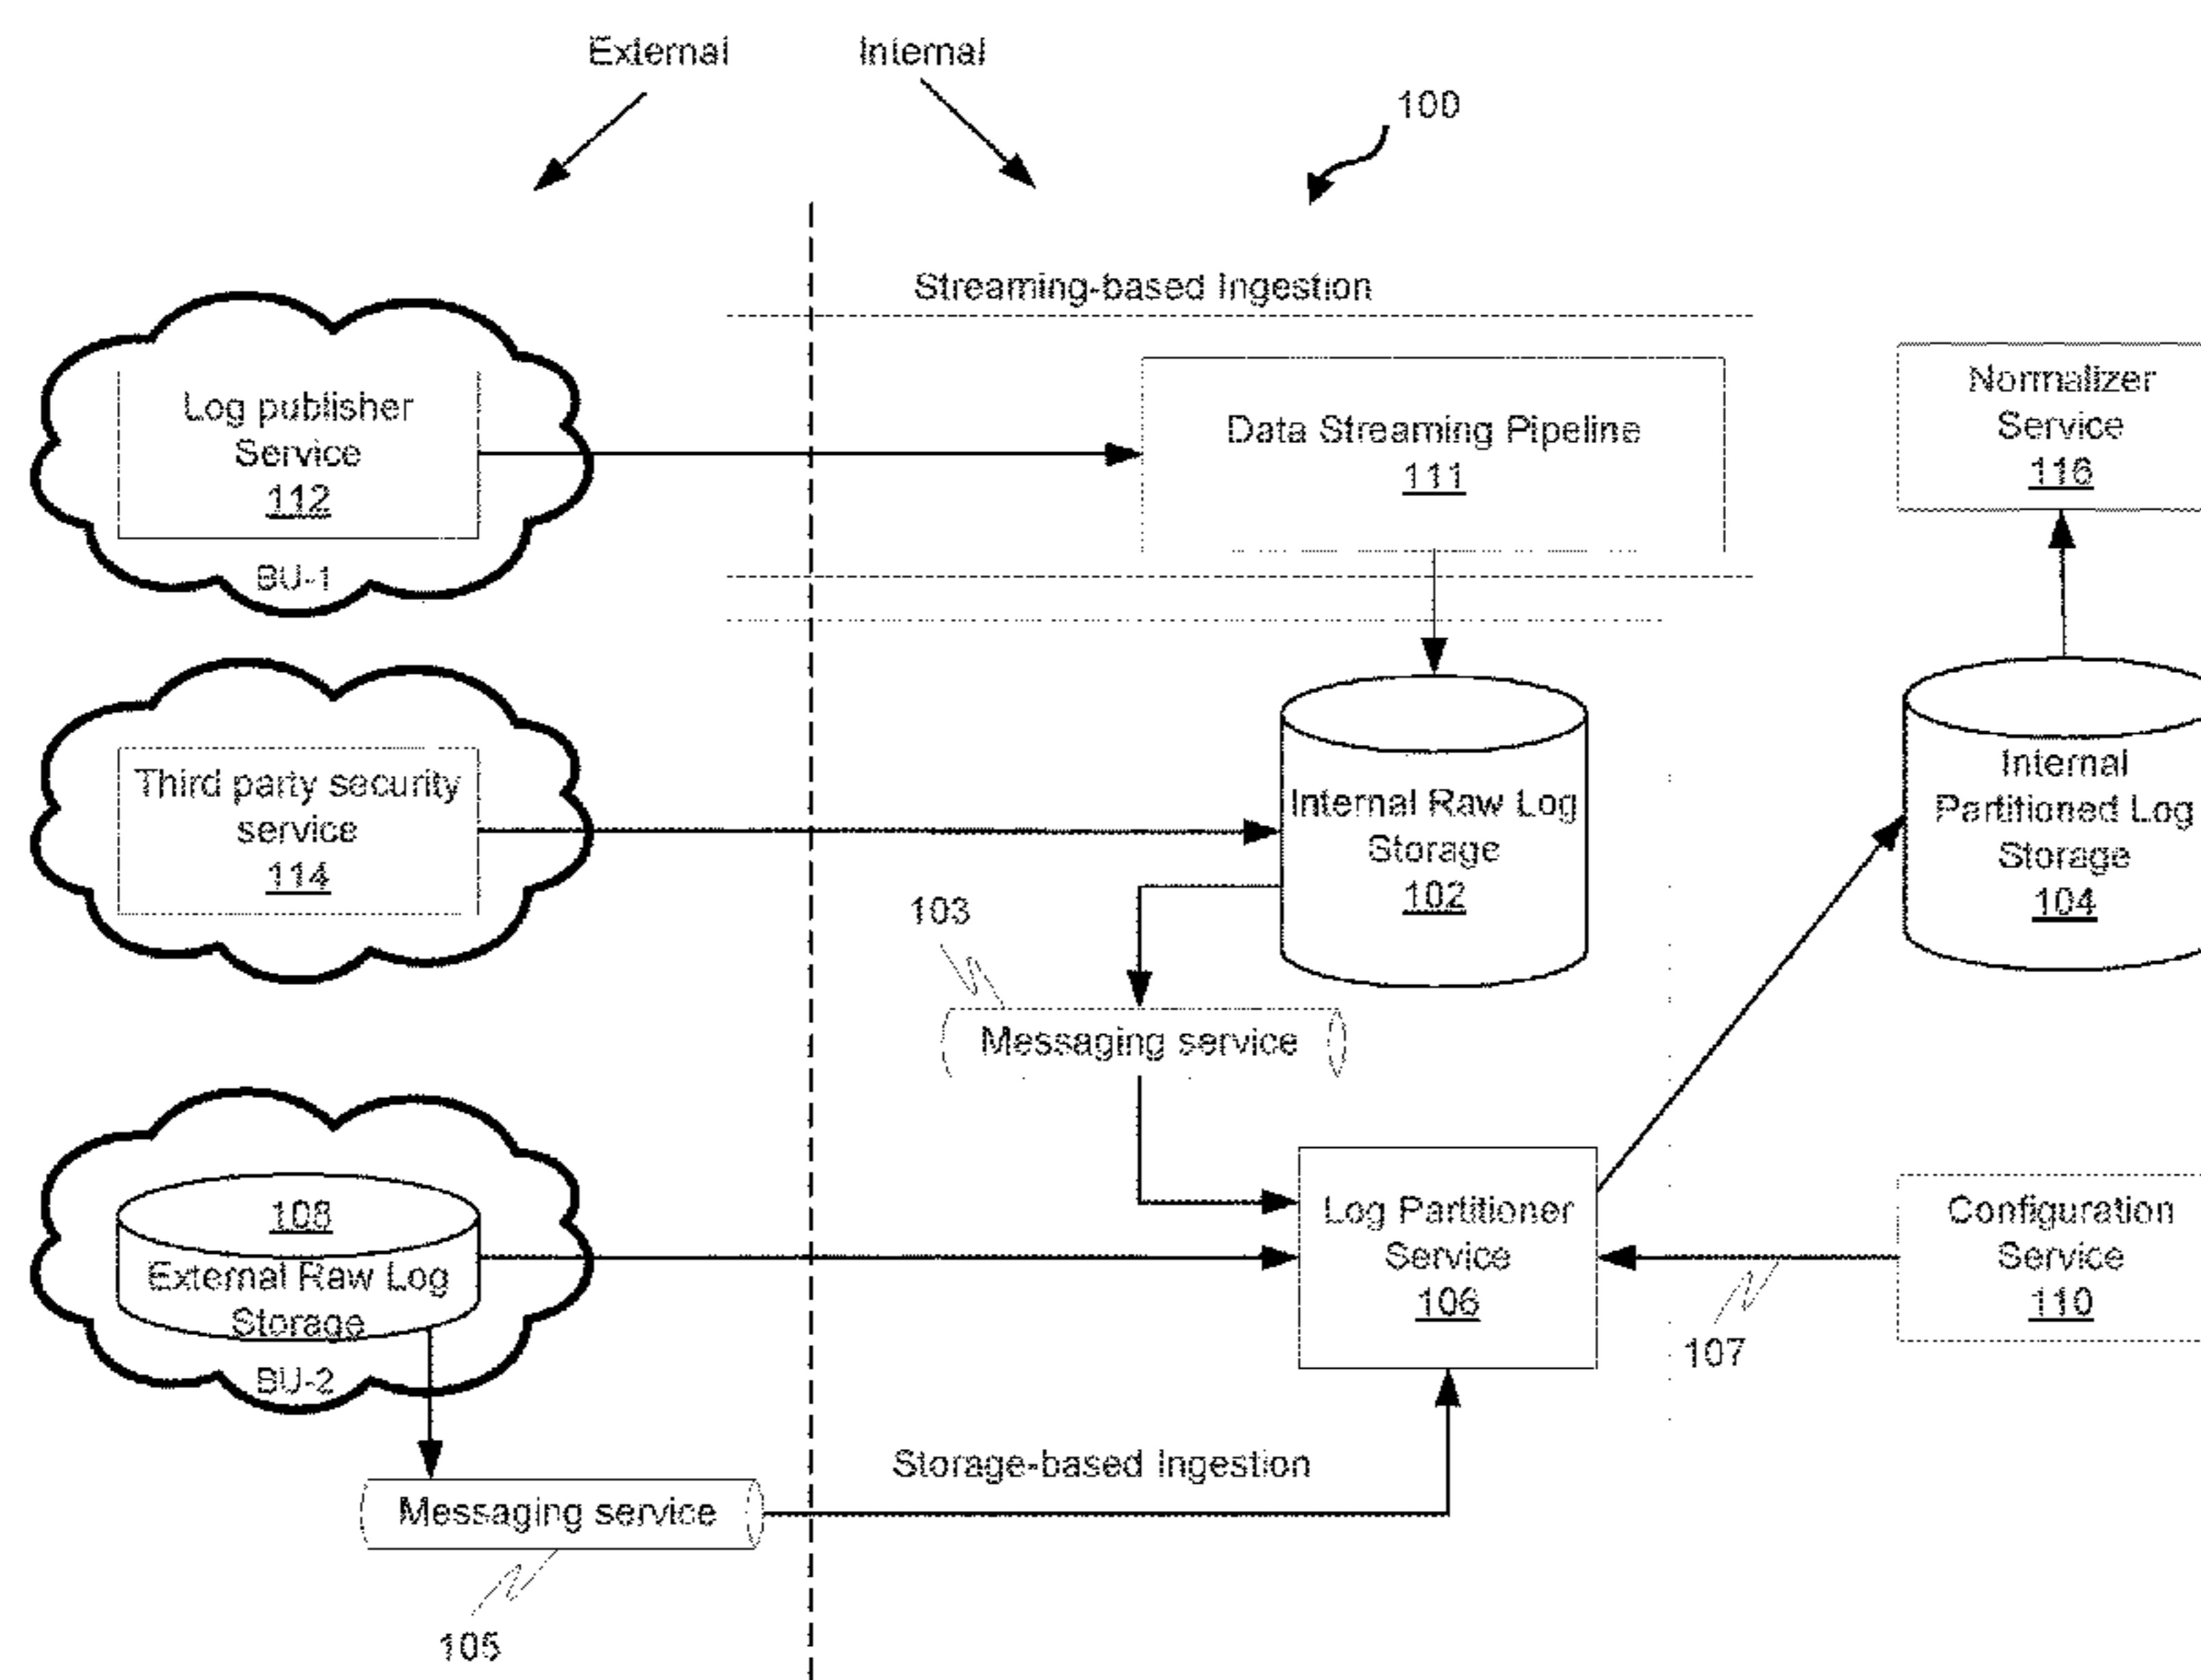 External
Internal
100
Streaming-based Ingestion
Log publisher
Service
112
BU-1
Data Streaming Pipeline
111
Normalizer
Service
116
Third party security
service
114
Internal Raw Log
Storage
102
Internal
Partitioned Log
Storage
104
103
Messaging service
108
External Raw Log
Storage
BU-2
Log Partitioner
Service
106
Configuration
Service
110
107
Storage-based Ingestion
Messaging service
105